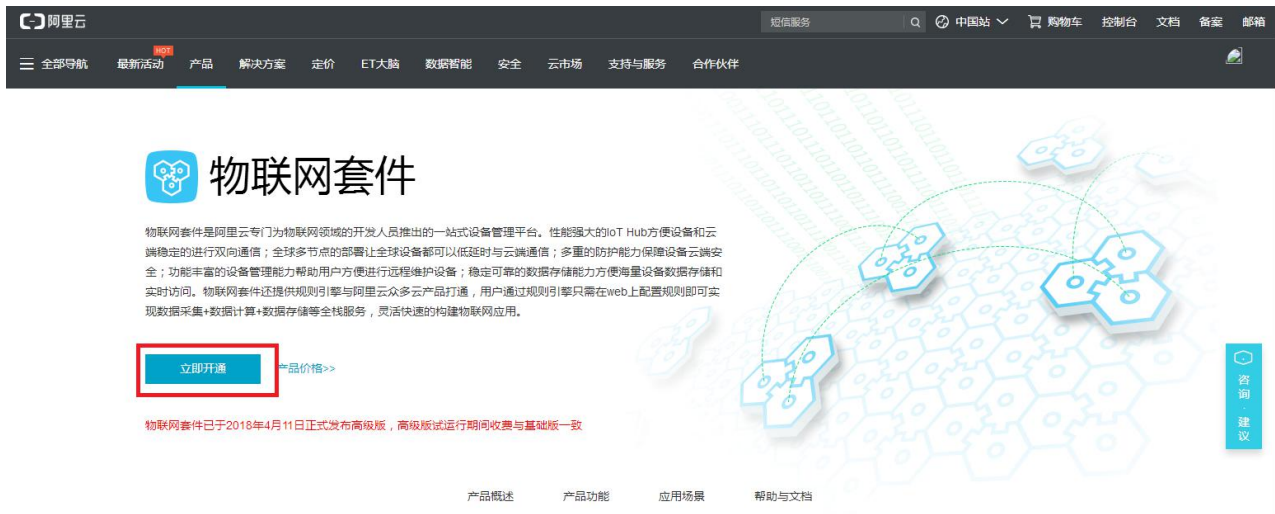 阿里云
短信服务 中国站 购物车 控制台 文档 备案 邮箱
HOT
全部导航 最新活动 产品 解决方案 定价 ET大脑 数据智能 安全 云市场 支持与服务 合作伙伴
物联网套件
物联网套件是阿里云专门为物联网领域的开发人员推出的一站式设备管理平台。性能强大的IoT Hub方便设备和云
端稳定的进行双向通信；全球多节点的部署让全球设备都可以低延时与云端通信；多重的防护能力保障设备云端安
全；功能丰富的设备管理能力帮助用户方便进行远程维护设备；稳定可靠的数据存储能力方便海量设备数据存储和
实时访问。物联网套件还提供规则引擎与阿里云众多云产品打通，用户通过规则引擎只需在web上配置规则即可实
现数据采集+数据计算+数据存储等全栈服务，灵活快速的构建物联网应用。
立即开通 产品价格>>
物联网套件已于2018年4月11日正式发布高级版，高级版试运行期间收费与基础版一致
咨询·建议
产品概述 产品功能 应用场景 帮助与文档